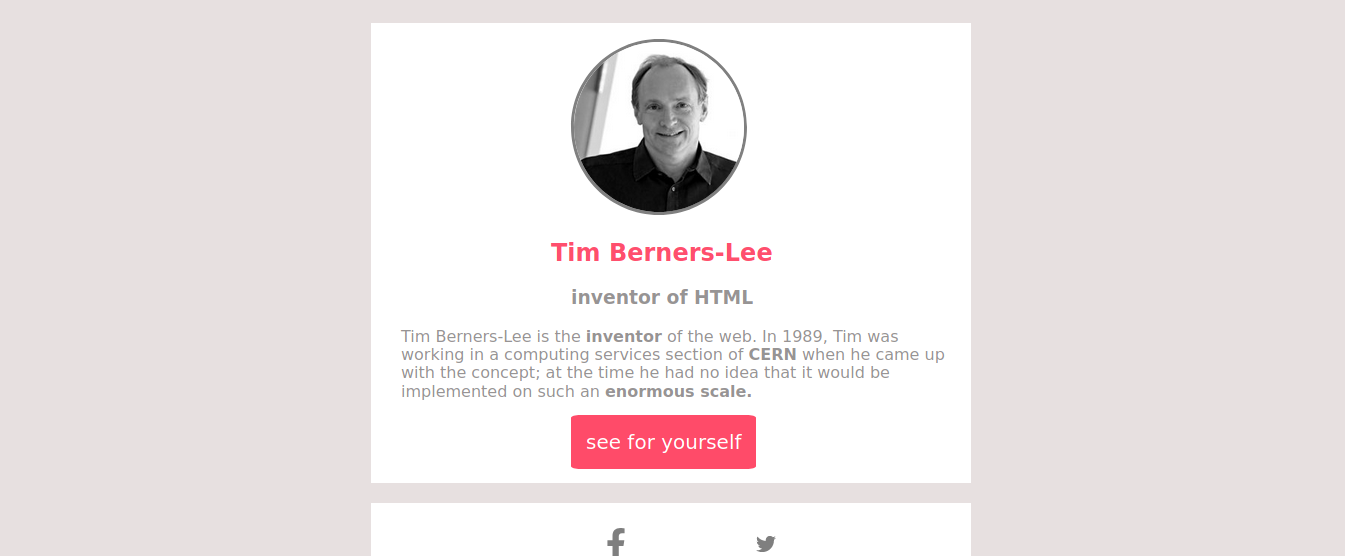 Tim Berners-Lee
inventor of HTML
Tim Berners-Lee is the inventor of the web. In 1989, Tim was
working in a computing services section of CERN when he came up
with the concept; at the time he had no idea that it would be
implemented on such an enormous scale.
see for yourself